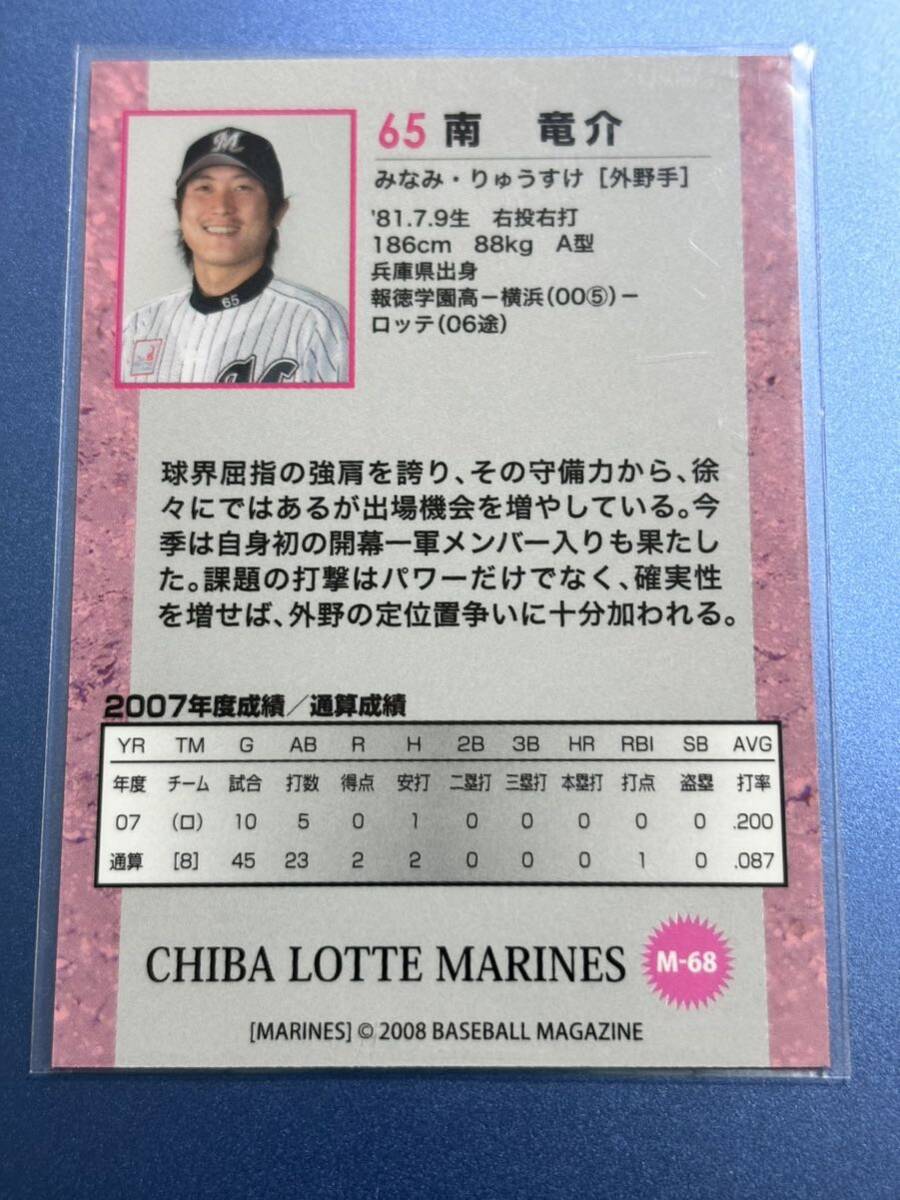 M
65
65 南 竜介
みなみ・りゅうすけ [外野手]
'81.7.9生 右投右打
186cm 88kg A型
兵庫県出身
報徳学園高－横浜(00⑤)－
ロッテ(06途)
球界屈指の強肩を誇り、その守備力から、徐
々にではあるが出場機会を増やしている。今
季は自身初の開幕一軍メンバー入りも果たし
た。課題の打撃はパワーだけでなく、確実性
を増せば、外野の定位置争いに十分加われる。
2007年度成績／通算成績
YR TM G AB R H 2B 3B HR RBI SB AVG
年度 チーム 試合 打数 得点 安打 二塁打 三塁打 本塁打 打点 盗塁 打率
07 (ロ) 10 5 0 1 0 0 0 0 0 .200
通算 [8] 45 23 2 2 0 0 0 1 0 .087
CHIBA LOTTE MARINES M-68
[MARINES] © 2008 BASEBALL MAGAZINE